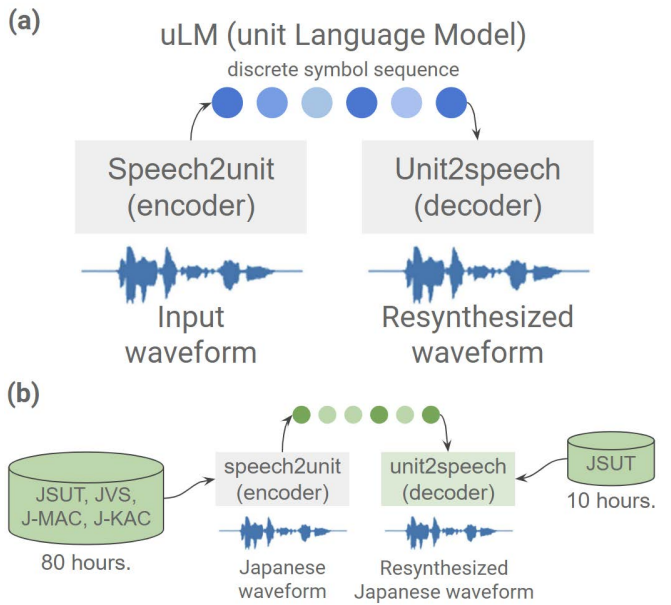 (a)
uLM (unit Language Model)
discrete symbol sequence
Speech2unit
(encoder)
Unit2speech
(decoder)
Input
waveform
Resynthesized
waveform
(b)
JSUT, JVS,
J-MAC, J-KAC
80 hours.
speech2unit
(encoder)
unit2speech
(decoder)
JSUT
10 hours.
Japanese
waveform
Resynthesized
Japanese waveform